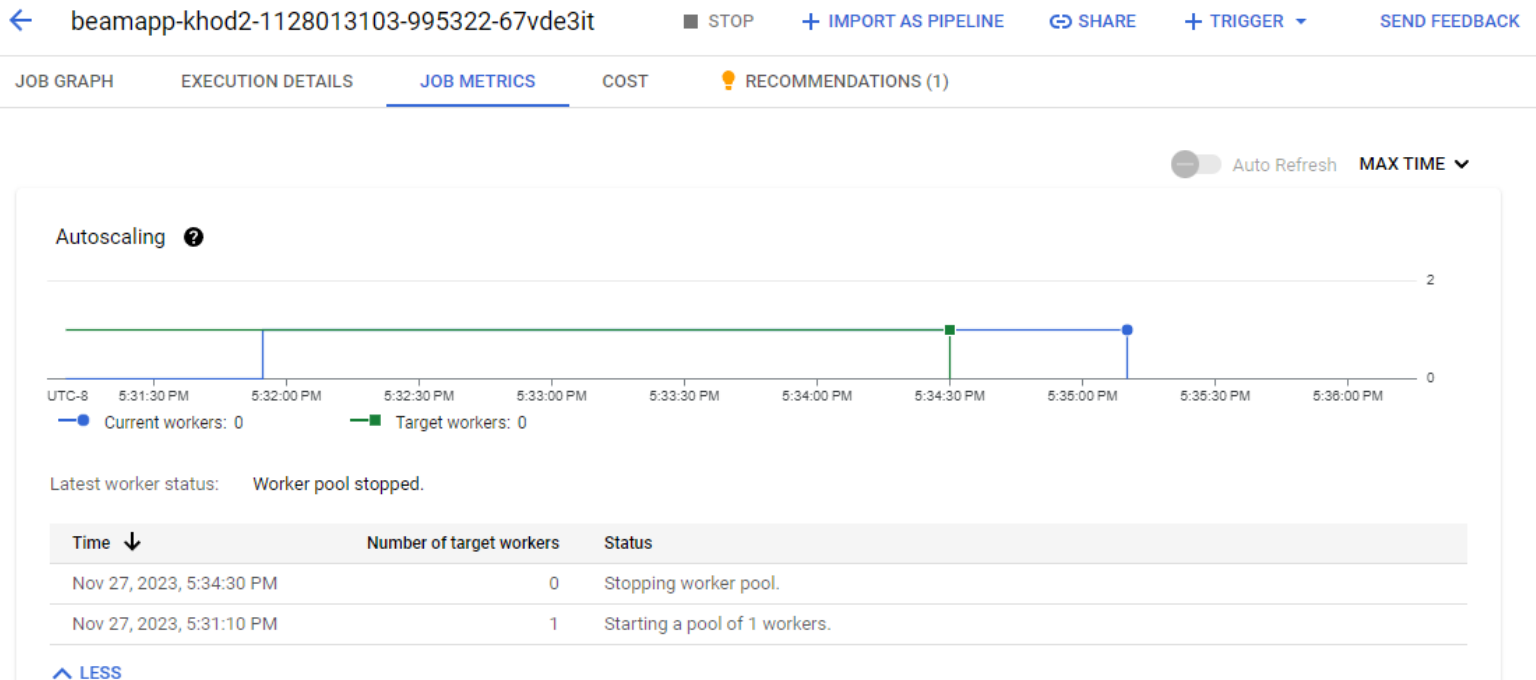 beamapp-khod2-1128013103-995322-67vde3it STOP IMPORT AS PIPELINE SHARE TRIGGER SEND FEEDBACK
JOB GRAPH EXECUTION DETAILS JOB METRICS COST RECOMMENDATIONS (1)
Auto Refresh MAX TIME
Autoscaling ?
2
0
UTC-8 5:31:30 PM 5:32:00 PM 5:32:30 PM 5:33:00 PM 5:33:30 PM 5:34:00 PM 5:34:30 PM 5:35:00 PM 5:35:30 PM 5:36:00 PM
Current workers: 0 Target workers: 0
Latest worker status: Worker pool stopped.
Time Number of target workers Status
Nov 27, 2023, 5:34:30 PM 0 Stopping worker pool.
Nov 27, 2023, 5:31:10 PM 1 Starting a pool of 1 workers.
LESS